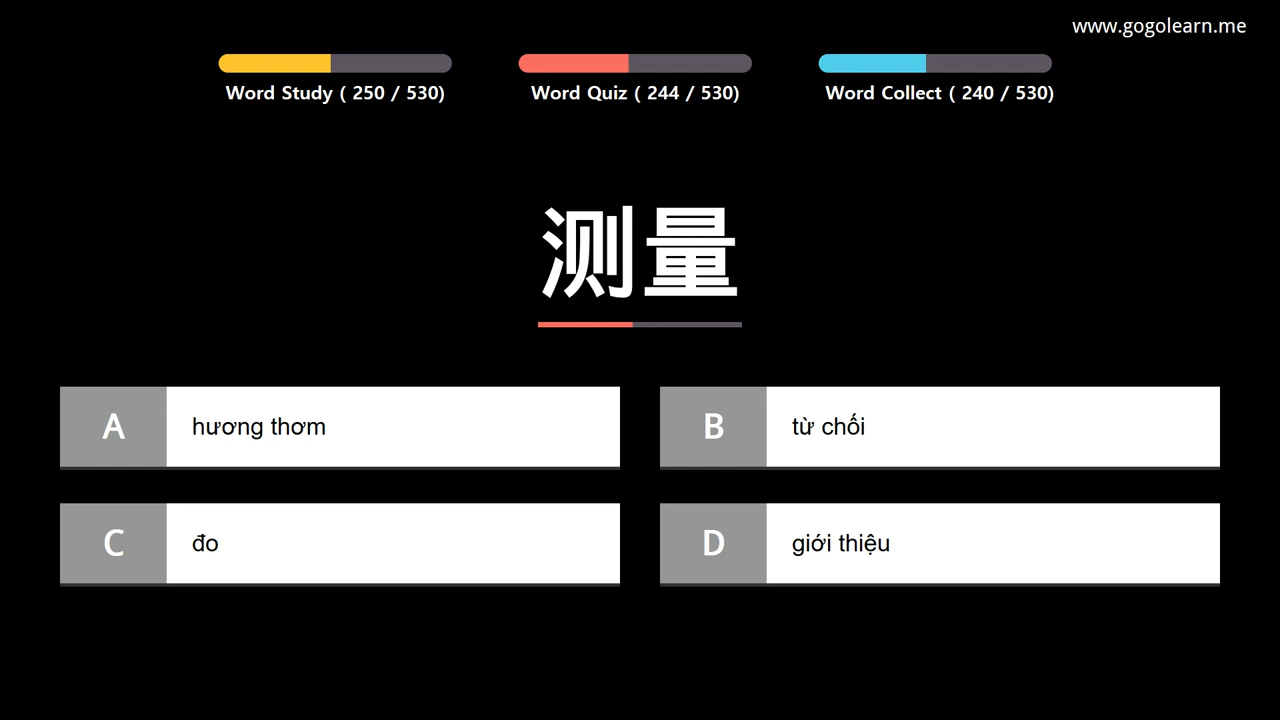 www.gogolearn.me
Word Study ( 250 / 530)
Word Quiz ( 244 / 530)
Word Collect ( 240 / 530)
测量
A
hương thơm
B
từ chối
C
đo
D
giới thiệu